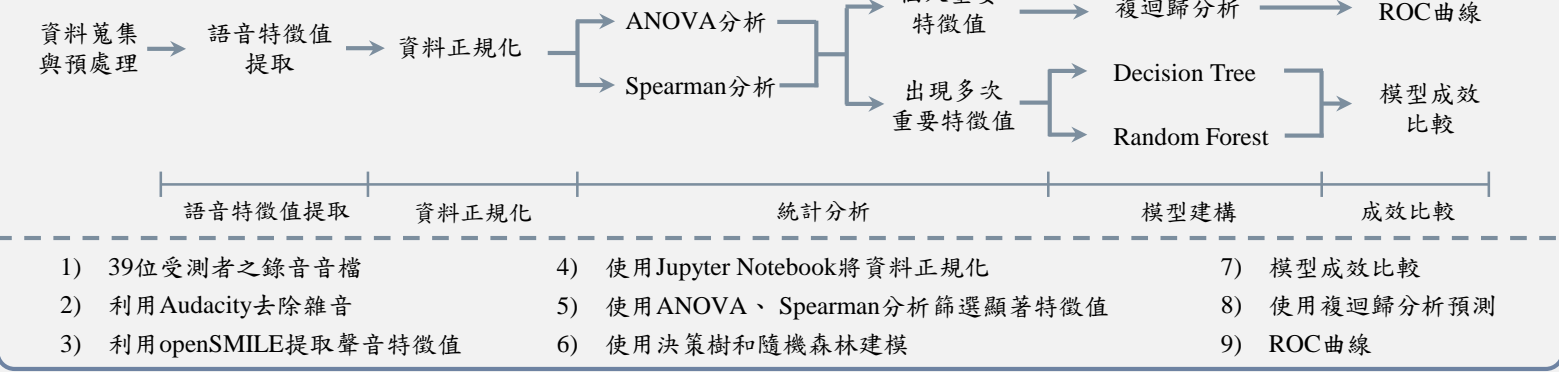 資料蒐集
與預處理
語音特徵值
提取
資料正規化
ANOVA分析
Spearman分析
特徵值
出現多次
重要特徵值
複迴歸分析
ROC曲線
Decision Tree
Random Forest
模型成效
比較
語音特徵值提取
資料正規化
統計分析
模型建構
成效比較
1) 39位受測者之錄音音檔
2) 利用Audacity去除雜音
3) 利用openSMILE提取聲音特徵值
4) 使用Jupyter Notebook將資料正規化
5) 使用ANOVA、 Spearman分析篩選顯著特徵值
6) 使用決策樹和隨機森林建模
7) 模型成效比較
8) 使用複迴歸分析預測
9) ROC曲線